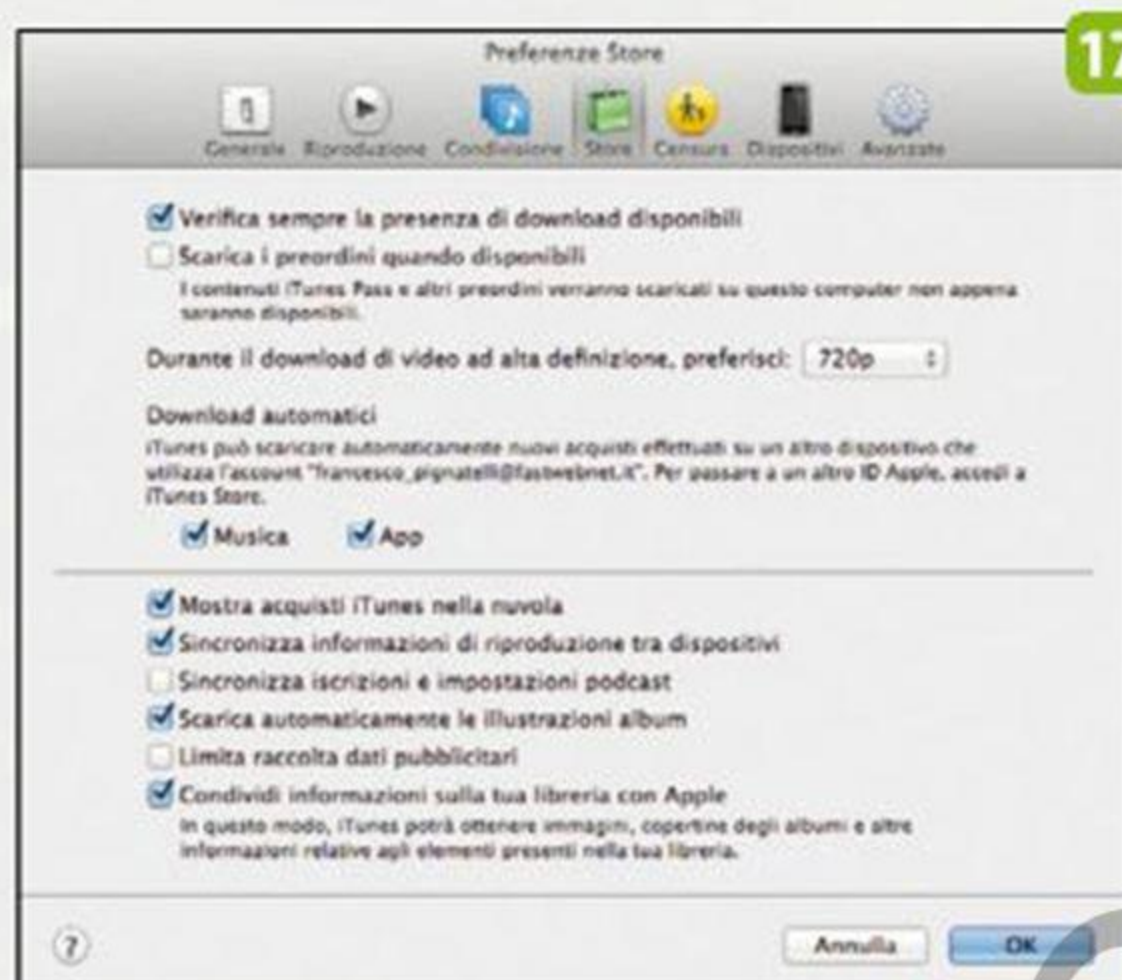 17
Preferenze Store
Generale Riproduzione Condivisione Store Censura Dispositivi Avanzate
Verifica sempre la presenza di download disponibili
Scarica i preordini quando disponibili
I contenuti iTunes Pass e altri preordini verranno scaricati su questo computer non appena
saranno disponibili.
Durante il download di video ad alta definizione, preferisci: 720p
Download automatici
iTunes può scaricare automaticamente nuovi acquisti effettuati su un altro dispositivo che
utilizza l'account "francesco_pignatelli@fastwebnet.it". Per passare a un altro ID Apple, accedi a
iTunes Store.
Musica App
Mostra acquisti iTunes nella nuvola
Sincronizza informazioni di riproduzione tra dispositivi
Sincronizza iscrizioni e impostazioni podcast
Scarica automaticamente le illustrazioni album
Limita raccolta dati pubblicitari
Condividi informazioni sulla tua libreria con Apple
In questo modo, iTunes potrà ottenere immagini, copertine degli albumi e altre
informazioni relative agli elementi presenti nella tua libreria.
? Annulla OK